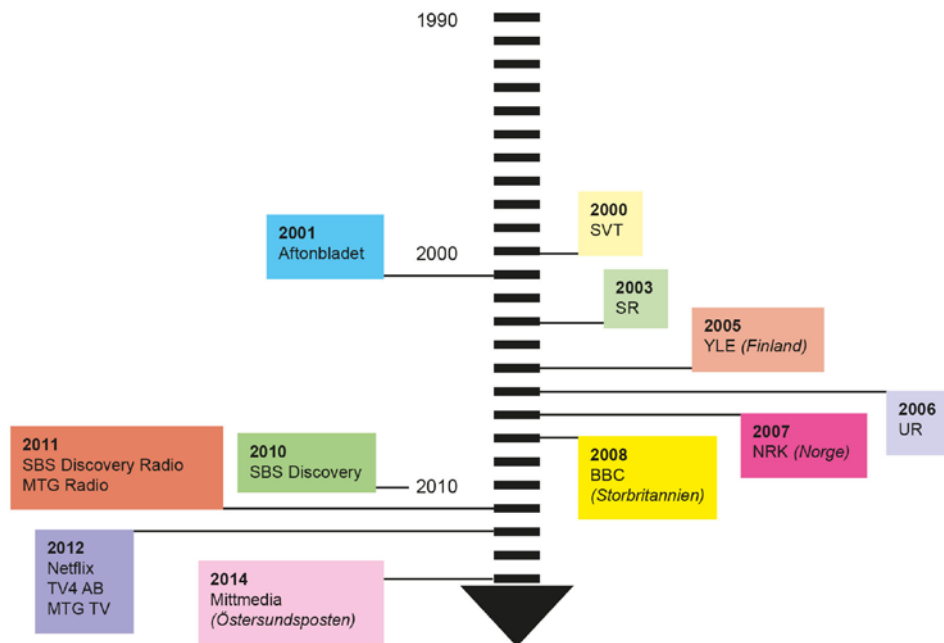 1990
2000
SVT
2001
Aftonbladet
2000
2003
SR
2005
YLE (Finland)
2006
UR
2007
NRK (Norge)
2008
BBC
(Storbritannien)
2011
SBS Discovery Radio
MTG Radio
2010
SBS Discovery
2010
2012
Netflix
TV4 AB
MTG TV
2014
Mittmedia
(Östersundsposten)